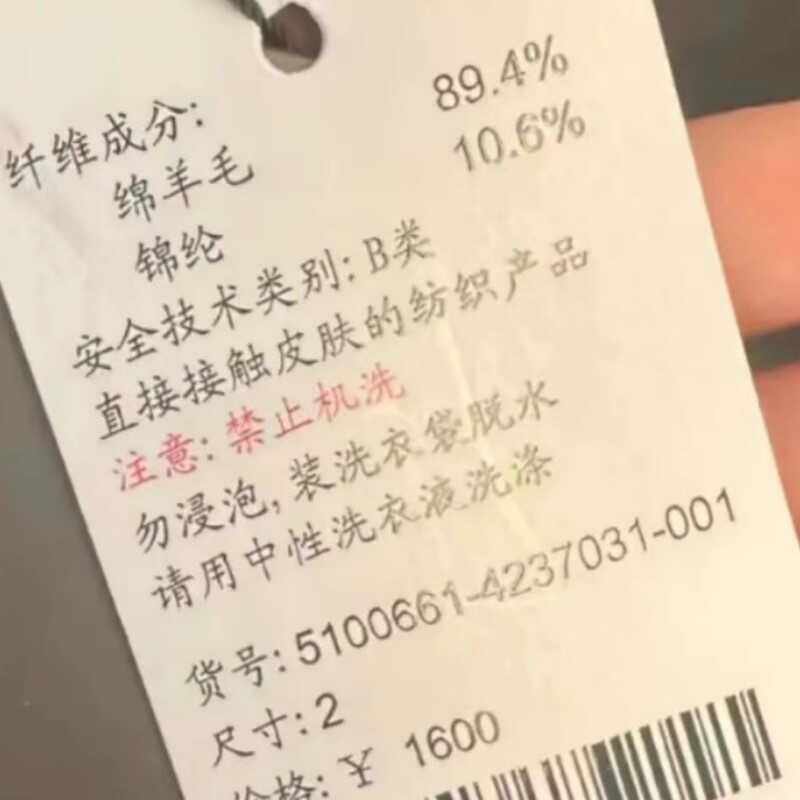 纤维成分:
绵羊毛 89.4%
锦纶 10.6%
安全技术类别: B类
直接接触皮肤的纺织产品
注意: 禁止机洗
勿浸泡, 装洗衣袋脱水
请用中性洗衣液洗涤
货号: 5100661-4237031-001
尺寸: 2
价格: ¥ 1600